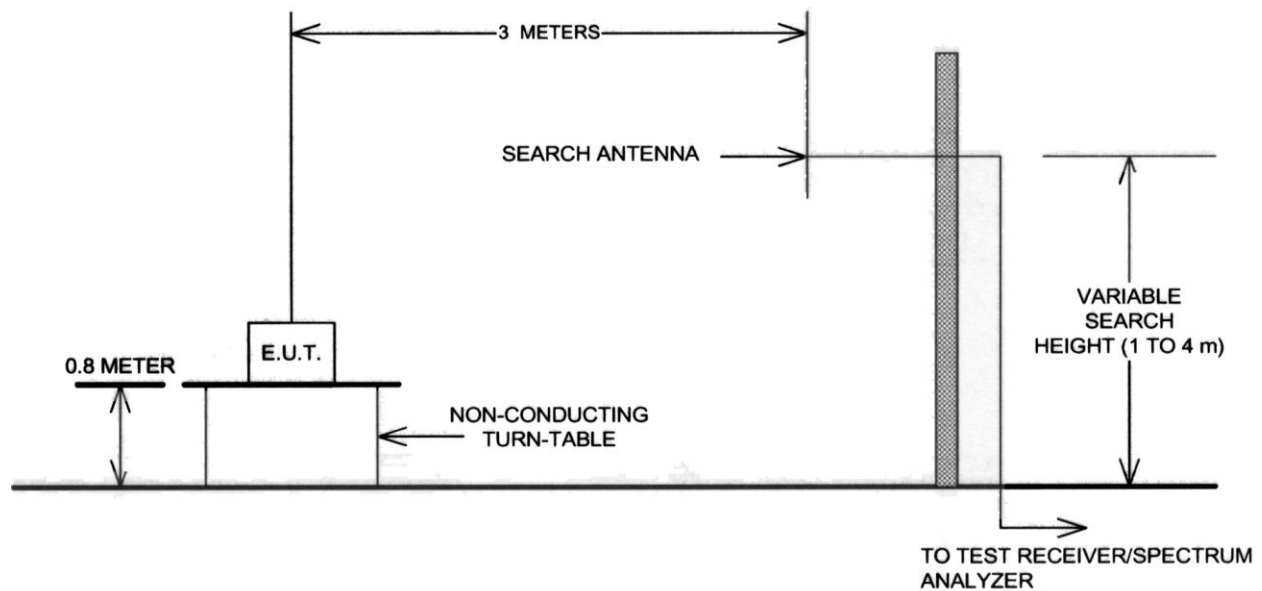 3 METERS
SEARCH ANTENNA
E.U.T.
0.8 METER
NON-CONDUCTING
TURN-TABLE
VARIABLE
SEARCH
HEIGHT (1 TO 4 m)
TO TEST RECEIVER/SPECTRUM
ANALYZER